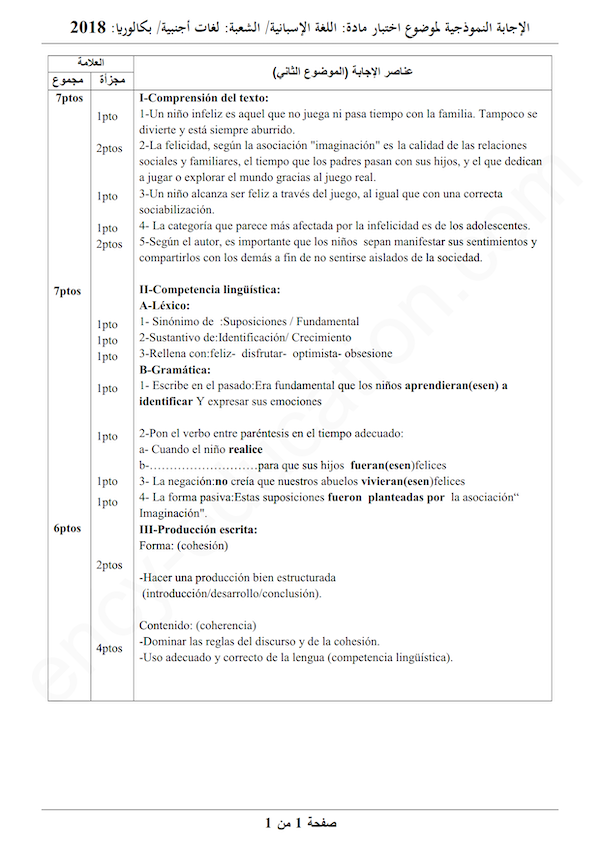 الإجابة النموذجية لموضوع اختبار مادة: اللغة الإسبانية/ الشعبة: لغات أجنبية/ بكالوريا: 2018
العلامة
عناصر الإجابة (الموضوع الثاني)
مجموع
مجزأة
7ptos
I-Comprensión del texto:
1pto
1-Un niño infeliz es aquel que no juega ni pasa tiempo con la familia. Tampoco se
divierte y está siempre aburrido.
2ptos
2-La felicidad, según la asociación "imaginación" es la calidad de las relaciones
sociales y familiares, el tiempo que los padres pasan con sus hijos, y el que dedican
a jugar o explorar el mundo gracias al juego real.
1pto
3-Un niño alcanza ser feliz a través del juego, al igual que con una correcta
sociabilización.
1pto
4- La categoría que parece más afectada por la infelicidad es de los adolescentes.
2ptos
5-Según el autor, es importante que los niños sepan manifestar sus sentimientos y
compartirlos con los demás a fin de no sentirse aislados de la sociedad.
7ptos
II-Competencia lingüística:
A-Léxico:
1pto
1- Sinónimo de :Suposiciones / Fundamental
1pto
2-Sustantivo de:Identificación/ Crecimiento
1pto
3-Rellena con:feliz- disfrutar- optimista- obsesione
B-Gramática:
1pto
1- Escribe en el pasado:Era fundamental que los niños aprendieran(esen) a
identificar Y expresar sus emociones
1pto
2-Pon el verbo entre paréntesis en el tiempo adecuado:
a- Cuando el niño realice
b-………………………para que sus hijos fueran(esen)felices
1pto
3- La negación:no creía que nuestros abuelos vivieran(esen)felices
1pto
4- La forma pasiva:Estas suposiciones fueron planteadas por la asociación“
Imaginación".
6ptos
III-Producción escrita:
Forma: (cohesión)
2ptos
-Hacer una producción bien estructurada
(introducción/desarrollo/conclusión).
Contenido: (coherencia)
4ptos
-Dominar las reglas del discurso y de la cohesión.
-Uso adecuado y correcto de la lengua (competencia lingüística).
ency-education.com
صفحة 1 من 1